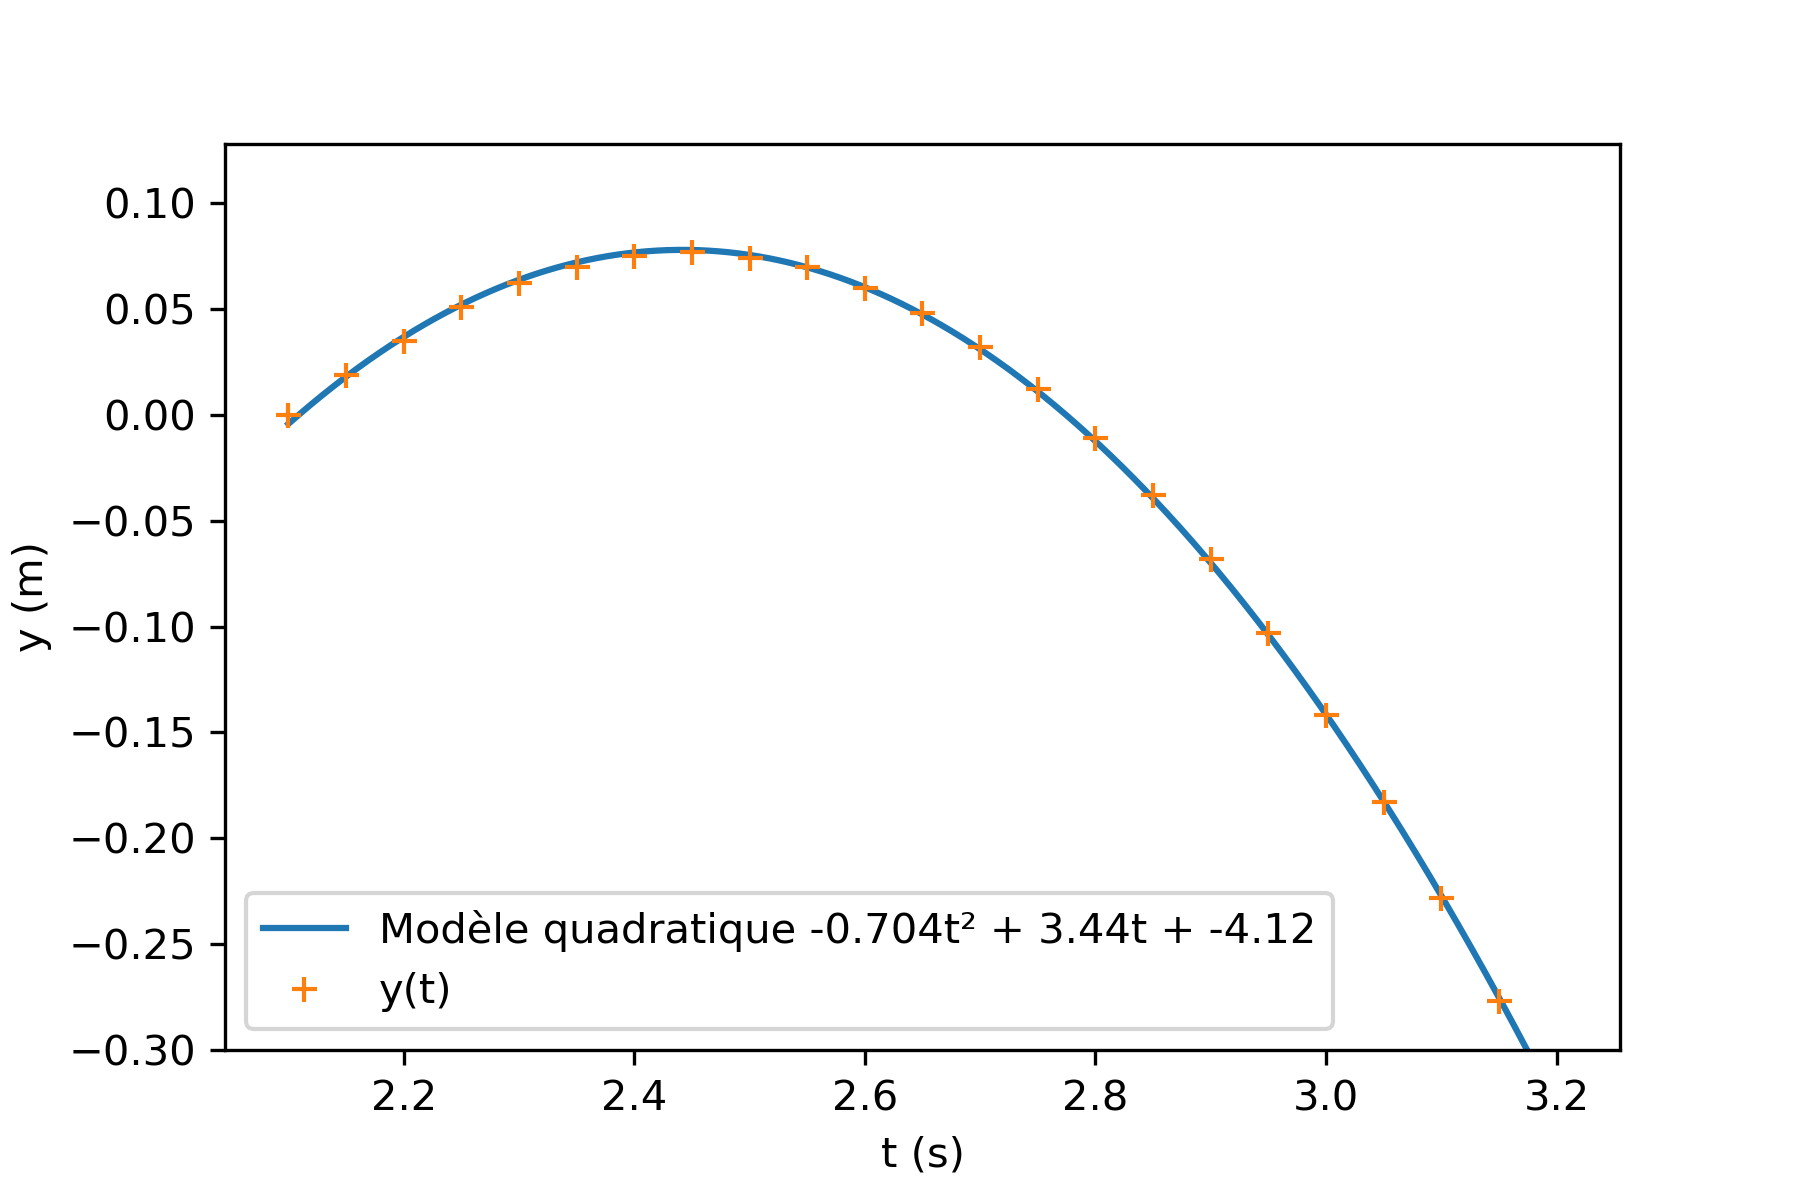 0.10
0.05
0.00
−0.05
−0.10
−0.15
−0.20
−0.25
−0.30
y (m)
Modèle quadratique -0.704t² + 3.44t + -4.12
y(t)
2.2 2.4 2.6 2.8 3.0 3.2
t (s)